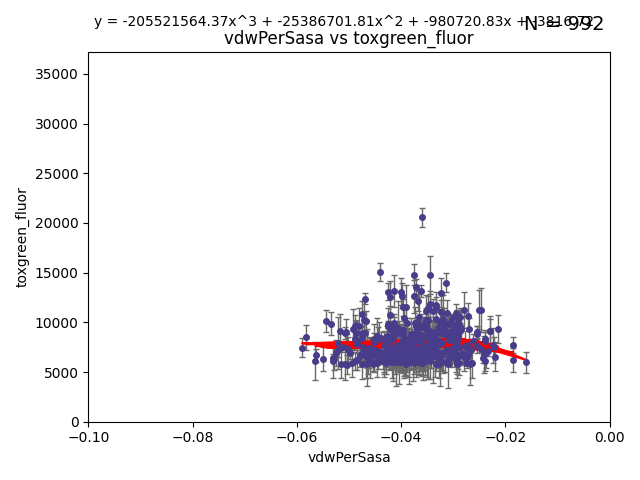 y = -205521564.37x^3 + -25386701.81x^2 + -980720.83x +
N = 992
vdwPerSasa vs toxgreen_fluor
35000
30000
25000
20000
15000
10000
5000
0
toxgreen_fluor
−0.10 −0.08 −0.06 −0.04 −0.02 0.00
vdwPerSasa